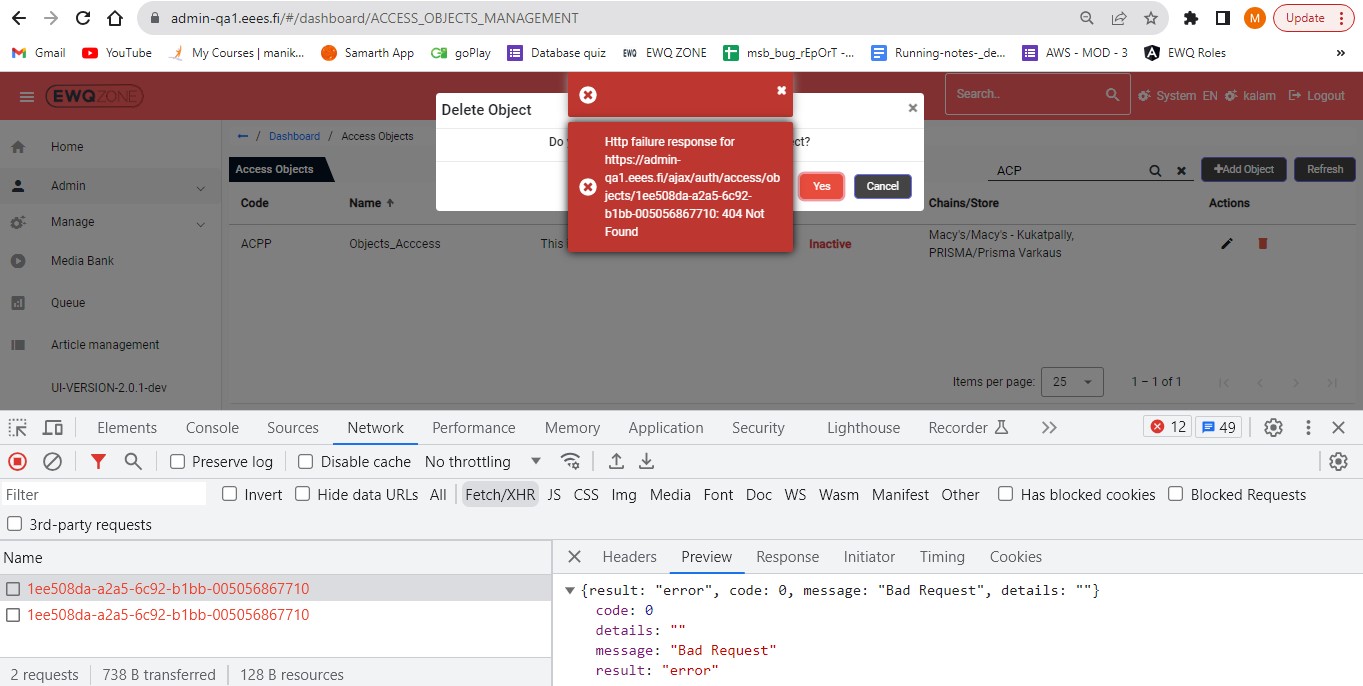 admin-qa1.eees.fi/#/dashboard/ACCESS_OBJECTS_MANAGEMENT
M
Update
Gmail
YouTube
My Courses | manik...
Samarth App
goPlay
Database quiz
EWQ EWQ ZONE
msb_bug_rEpOrT -...
Running-notes-_de...
AWS - MOD - 3
EWQ Roles
»
EWQZONE
Search..
System EN kalam Logout
Delete Object
Do
ct?
Yes
Cancel
Http failure response for
https://admin-
qa1.eees.fi/ajax/auth/access/ob
jects/1ee508da-a2a5-6c92-
b1bb-005056867710: 404 Not
Found
Home
Admin
Manage
Media Bank
Queue
Article management
UI-VERSION-2.0.1-dev
/ Dashboard / Access Objects
Access Objects
ACP
+Add Object
Refresh
Code
Name
Chains/Store
Actions
ACPP
Objects_Acccess
This
Inactive
Macy's/Macy's - Kukatpally,
PRISMA/Prisma Varkaus
Items per page:
25
1 – 1 of 1
Elements
Console
Sources
Network
Performance
Memory
Application
Security
Lighthouse
Recorder
12
49
Preserve log
Disable cache
No throttling
Filter
Invert
Hide data URLs
All
Fetch/XHR
JS
CSS
Img
Media
Font
Doc
WS
Wasm
Manifest
Other
Has blocked cookies
Blocked Requests
3rd-party requests
Name
1ee508da-a2a5-6c92-b1bb-005056867710
1ee508da-a2a5-6c92-b1bb-005056867710
2 requests
738 B transferred
128 B resources
Headers
Preview
Response
Initiator
Timing
Cookies
{result: "error", code: 0, message: "Bad Request", details: ""}
code: 0
details: ""
message: "Bad Request"
result: "error"